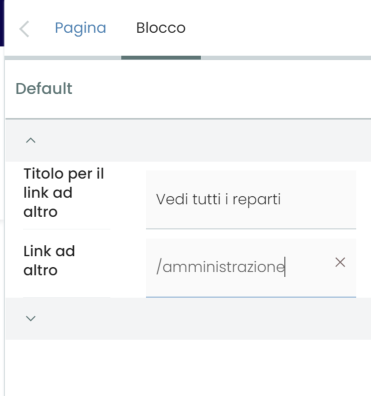 Pagina Blocco
Default
Titolo per il
link ad
altro
Vedi tutti i reparti
Link ad
altro
/amministrazione